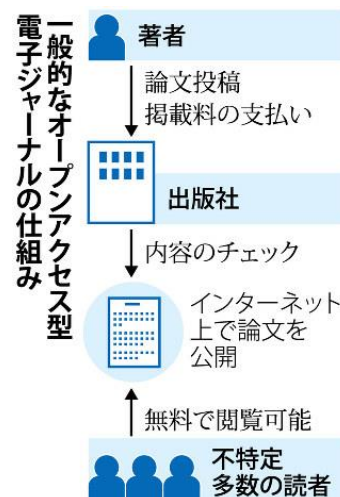 一般的なオープンアクセス型
電子ジャーナルの仕組み
著者
論文投稿
掲載料の支払い
出版社
内容のチェック
インターネット
上で論文を
公開
無料で閲覧可能
不特定
多数の読者